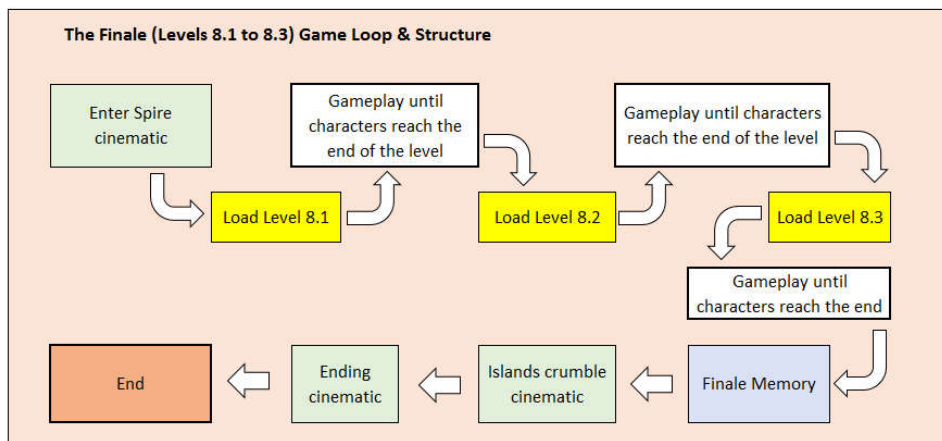 The Finale (Levels 8.1 to 8.3) Game Loop & Structure
Enter Spire
cinematic
Load Level 8.1
Gameplay until
characters reach the
end of the level
Load Level 8.2
Gameplay until characters
reach the end of the level
Load Level 8.3
Gameplay until
characters reach the end
Finale Memory
Islands crumble
cinematic
Ending
cinematic
End